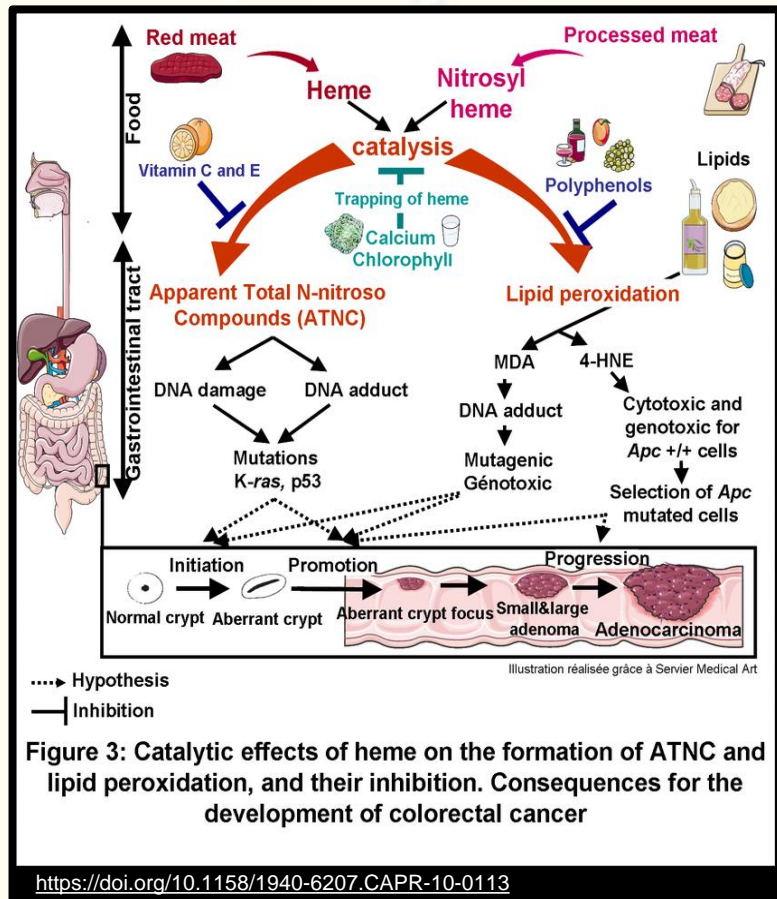 Red meat
Processed meat
Heme
Nitrosyl
heme
Food
catalysis
Vitamin C and E
Trapping of heme
Polyphenols
Lipids
Calcium
Chlorophyll
Gastrointestinal tract
Apparent Total N-nitroso
Compounds (ATNC)
Lipid peroxidation
DNA damage
DNA adduct
MDA
4-HNE
DNA adduct
Cytotoxic and
genotoxic for
Apc +/+ cells
Mutations
K-ras, p53
Mutagenic
Génotoxic
Selection of Apc
mutated cells
Initiation
Promotion
Progression
Normal crypt
Aberrant crypt
Aberrant crypt focus
Small&large
adenoma
Adenocarcinoma
Illustration réalisée grâce à Servier Medical Art
Hypothesis
Inhibition
Figure 3: Catalytic effects of heme on the formation of ATNC and
lipid peroxidation, and their inhibition. Consequences for the
development of colorectal cancer
https://doi.org/10.1158/1940-6207.CAPR-10-0113